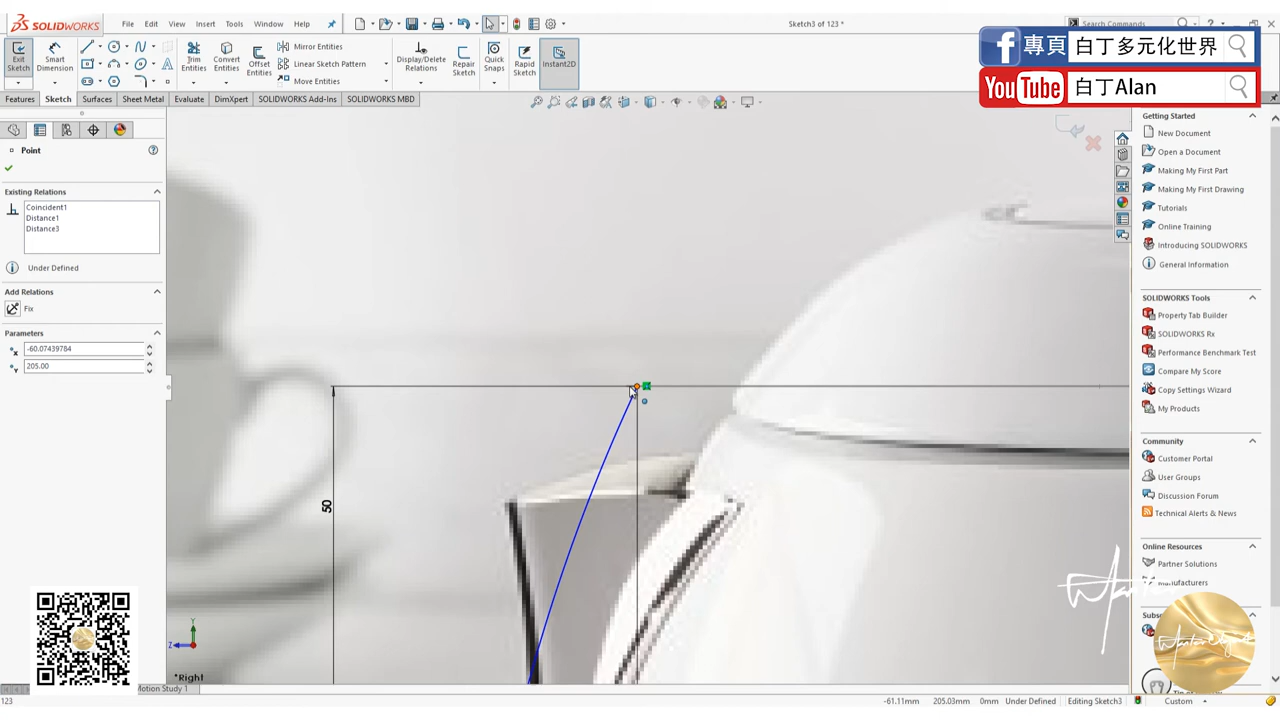 SOLIDWORKS
File
Edit
View
Insert
Tools
Window
Help
Sketch3 of 123 *
Search Commands
Exit Sketch
Smart Dimension
Trim Entities
Convert Entities
Offset Entities
Mirror Entities
Linear Sketch Pattern
Move Entities
Display/Delete Relations
Repair Sketch
Quick Snaps
Rapid Sketch
Instant2D
專頁 白丁多元化世界
YouTube 白丁Alan
Features
Sketch
Surfaces
Sheet Metal
Evaluate
DimXpert
SOLIDWORKS Add-Ins
SOLIDWORKS MBD
Point
Existing Relations
Coincident1
Distance1
Distance3
Under Defined
Add Relations
Fix
Parameters
-60.07439784
205.00
50
Y
Z
*Right
Getting Started
New Document
Open a Document
Making My First Part
Making My First Drawing
Tutorials
Online Training
Introducing SOLIDWORKS
General Information
SOLIDWORKS Tools
Property Tab Builder
SOLIDWORKS Rx
Performance Benchmark Test
Compare My Score
Copy Settings Wizard
My Products
Community
Customer Portal
User Groups
Discussion Forum
Technical Alerts & News
Online Resources
Partner Solutions
Manufacturers
Motion Study 1
123
-61.11mm
205.03mm
0mm
Under Defined
Editing Sketch3
Custom